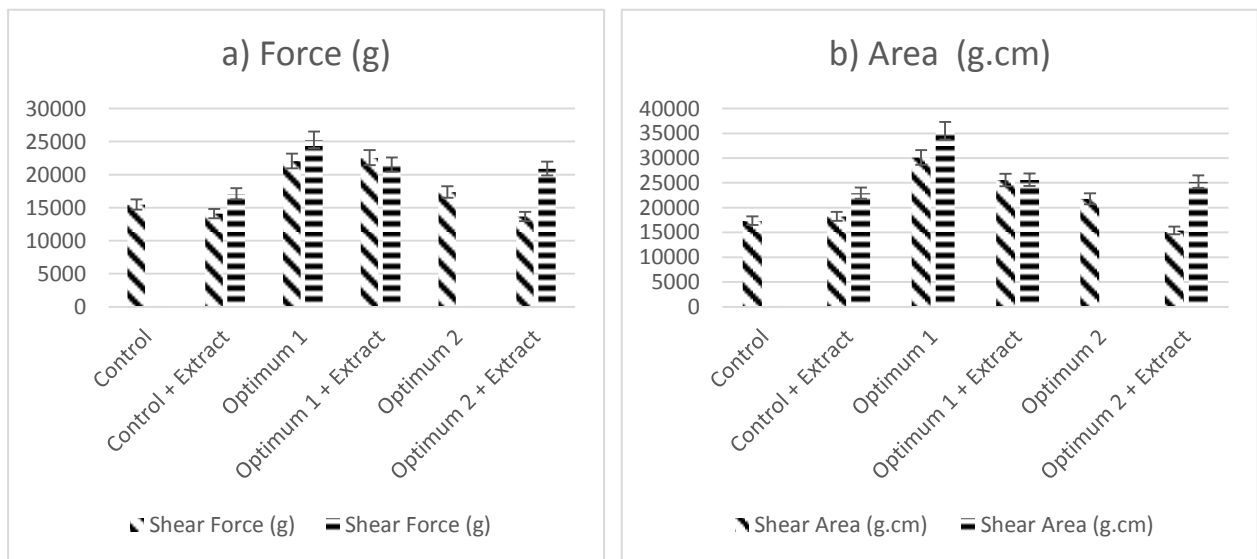 a) Force (g)
30000
25000
20000
15000
10000
5000
0
Control
Control + Extract
Optimum 1
Optimum 1 + Extract
Optimum 2
Optimum 2 + Extract
Shear Force (g) Shear Force (g)
b) Area (g.cm)
40000
35000
30000
25000
20000
15000
10000
5000
0
Control
Control + Extract
Optimum 1
Optimum 1 + Extract
Optimum 2
Optimum 2 + Extract
Shear Area (g.cm) Shear Area (g.cm)